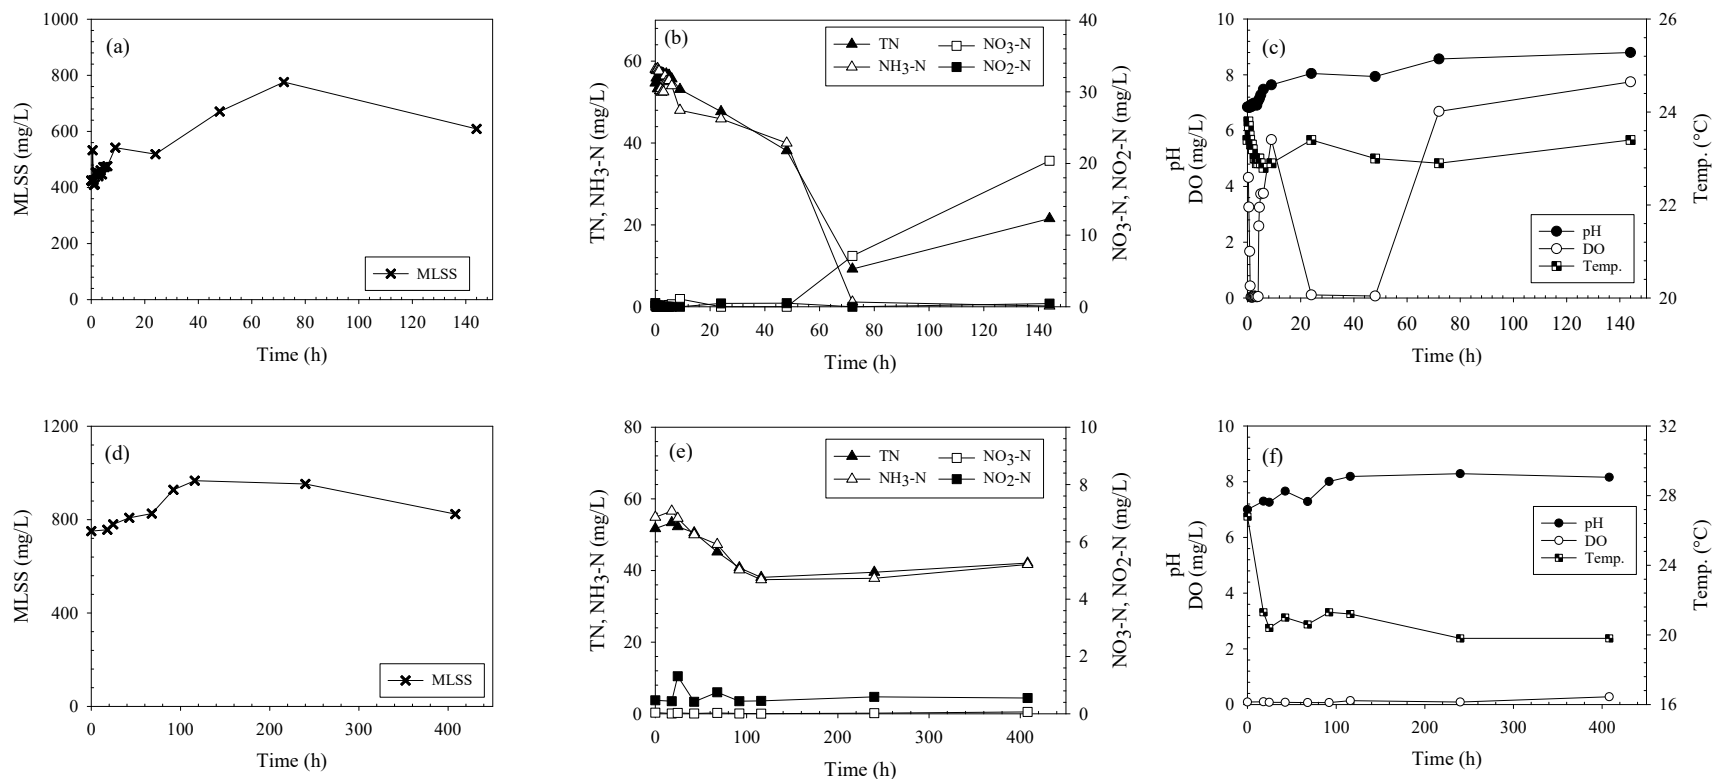 (a)
1000
800
600
400
200
0
MLSS (mg/L)
MLSS
0 20 40 60 80 100 120 140
Time (h)
(b)
60
40
20
0
TN, NH3-N (mg/L)
TN
NH3-N
NO3-N
NO2-N
40
30
20
10
0
NO3-N, NO2-N (mg/L)
0 20 40 60 80 100 120 140
Time (h)
(c)
10
8
6
4
2
0
pH
DO (mg/L)
pH
DO
Temp.
26
24
22
20
Temp. (°C)
0 20 40 60 80 100 120 140
Time (h)
(d)
1200
800
400
0
MLSS (mg/L)
MLSS
0 100 200 300 400
Time (h)
(e)
80
60
40
20
0
TN, NH3-N (mg/L)
TN
NH3-N
NO3-N
NO2-N
10
8
6
4
2
0
NO3-N, NO2-N (mg/L)
0 100 200 300 400
Time (h)
(f)
10
8
6
4
2
0
pH
DO (mg/L)
pH
DO
Temp.
32
28
24
20
16
Temp. (°C)
0 100 200 300 400
Time (h)